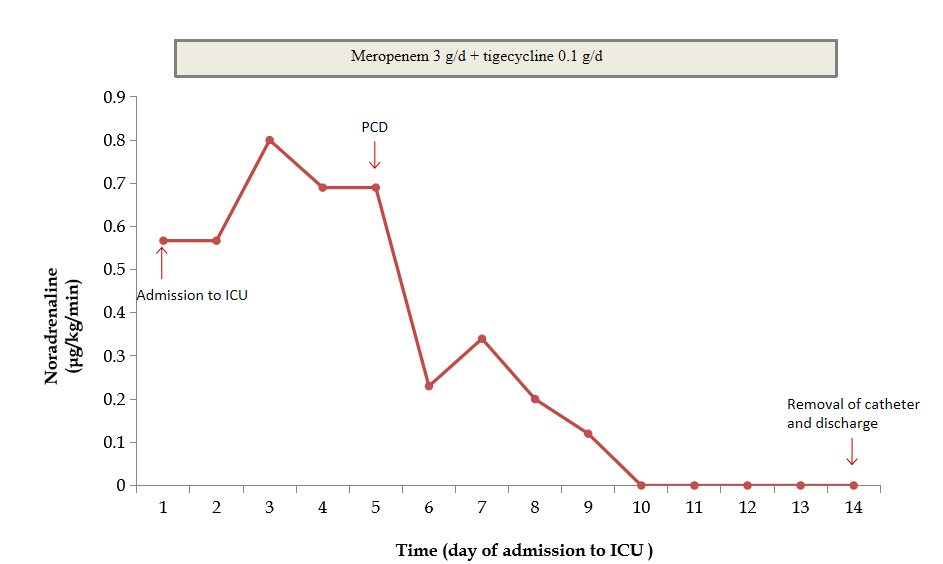 Meropenem 3 g/d + tigecycline 0.1 g/d
0.9
0.8
0.7
0.6
0.5
0.4
0.3
0.2
0.1
0
PCD
Admission to ICU
Removal of catheter
and discharge
Noradrenaline
(µg/kg/min)
1 2 3 4 5 6 7 8 9 10 11 12 13 14
Time (day of admission to ICU )